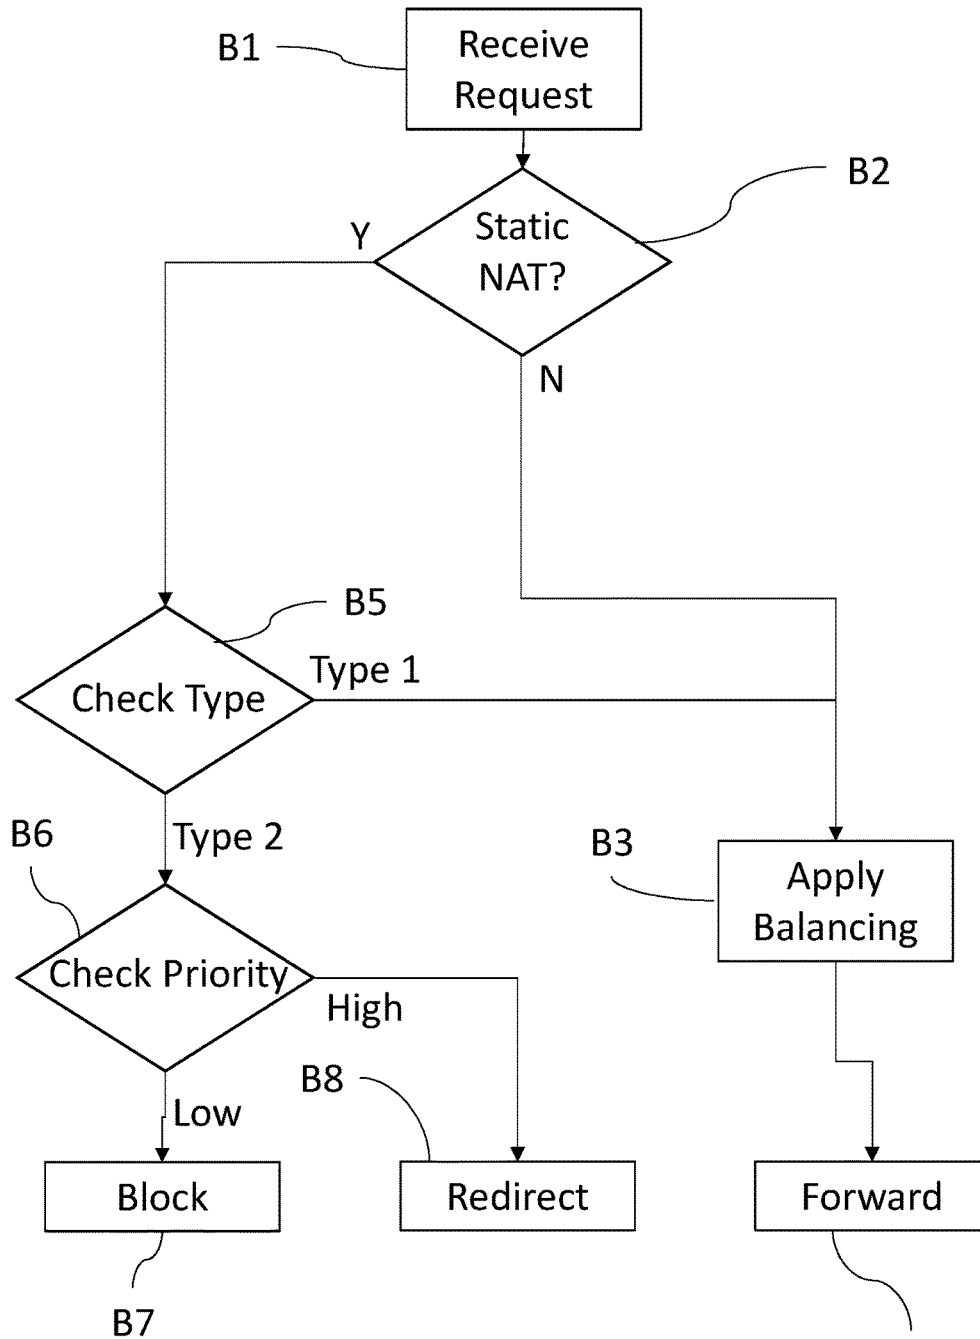 B1
Receive
Request
B2
Static
NAT?
Y
N
B5
Check Type
Type 1
Type 2
B6
Check Priority
High
Low
B3
Apply
Balancing
B8
Block
Redirect
Forward
B7